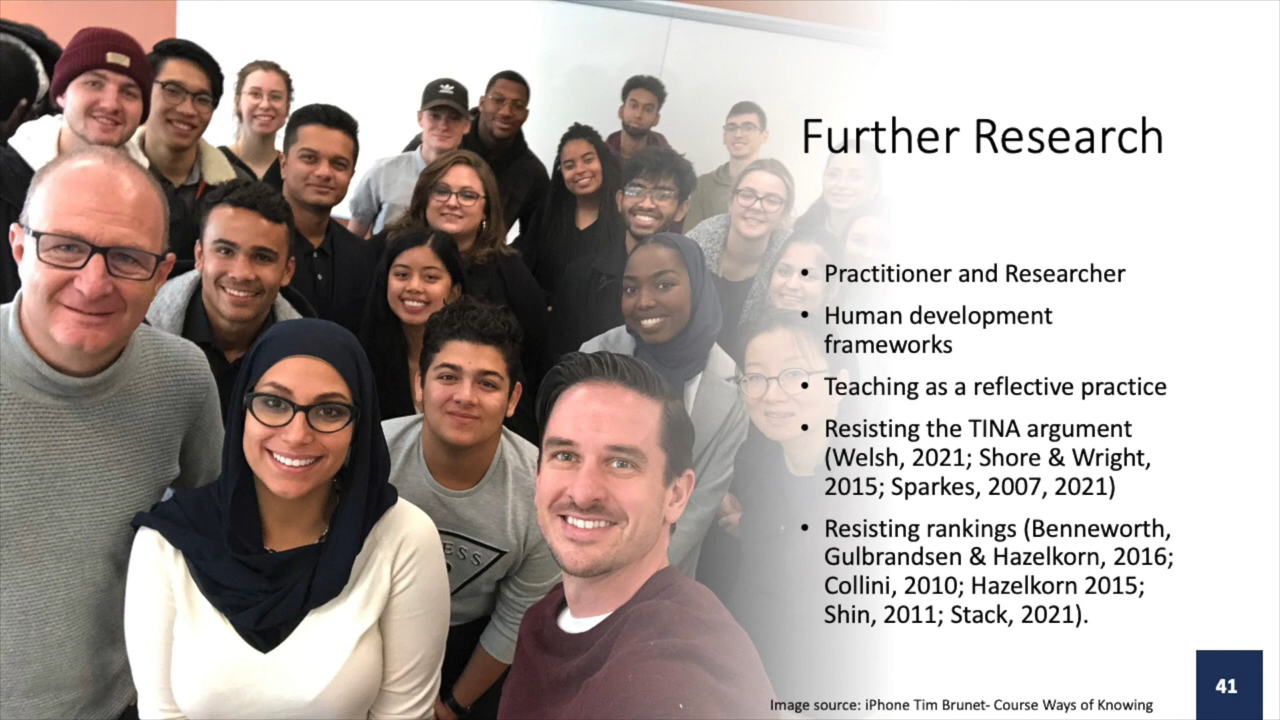 Further Research
• Practitioner and Researcher
• Human development
frameworks
• Teaching as a reflective practice
• Resisting the TINA argument
(Welsh, 2021; Shore & Wright,
2015; Sparkes, 2007, 2021)
• Resisting rankings (Benneworth,
Gulbrandsen & Hazelkorn, 2016;
Collini, 2010; Hazelkorn 2015;
Shin, 2011; Stack, 2021).
41
Image source: iPhone Tim Brunet- Course Ways of Knowing